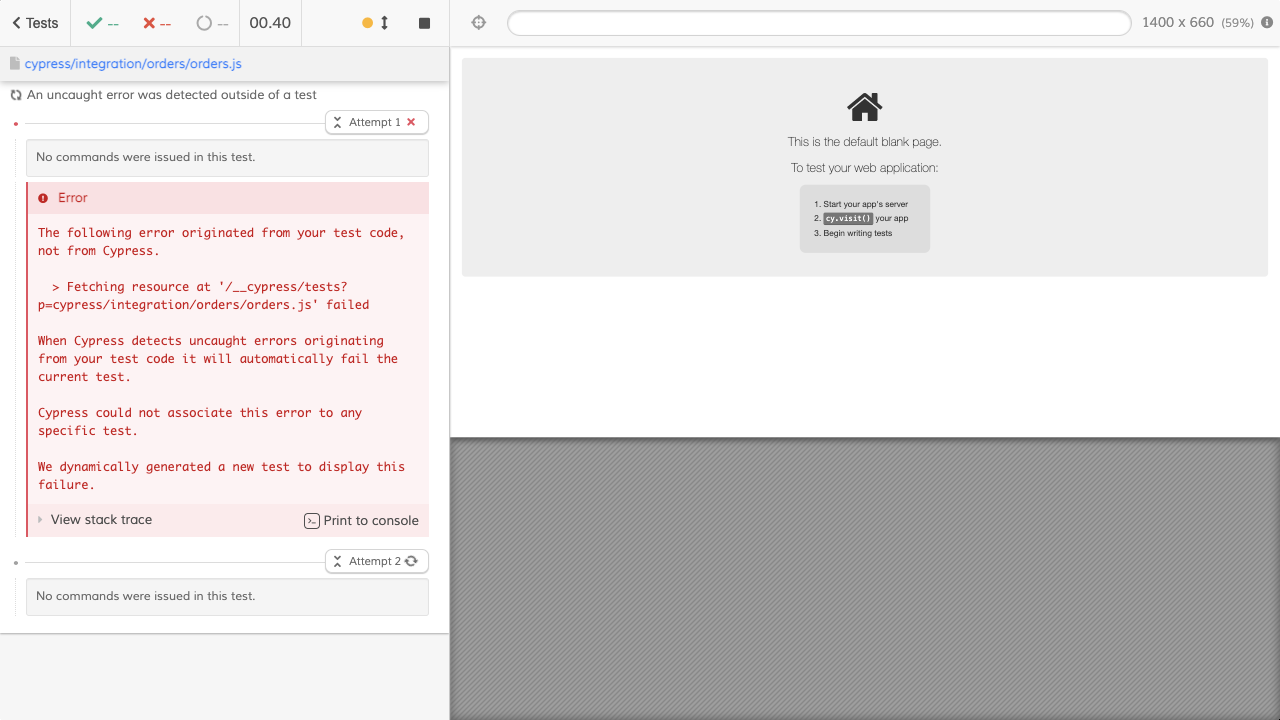 Tests
--
--
--
00.40
1400 x 660 (59%)
cypress/integration/orders/orders.js
An uncaught error was detected outside of a test
Attempt 1
No commands were issued in this test.
Error
The following error originated from your test code,
not from Cypress.
> Fetching resource at '/__cypress/tests?
p=cypress/integration/orders/orders.js' failed
When Cypress detects uncaught errors originating
from your test code it will automatically fail the
current test.
Cypress could not associate this error to any
specific test.
We dynamically generated a new test to display this
failure.
View stack trace
Print to console
Attempt 2
No commands were issued in this test.
This is the default blank page.
To test your web application:
1. Start your app's server
2. cy.visit() your app
3. Begin writing tests